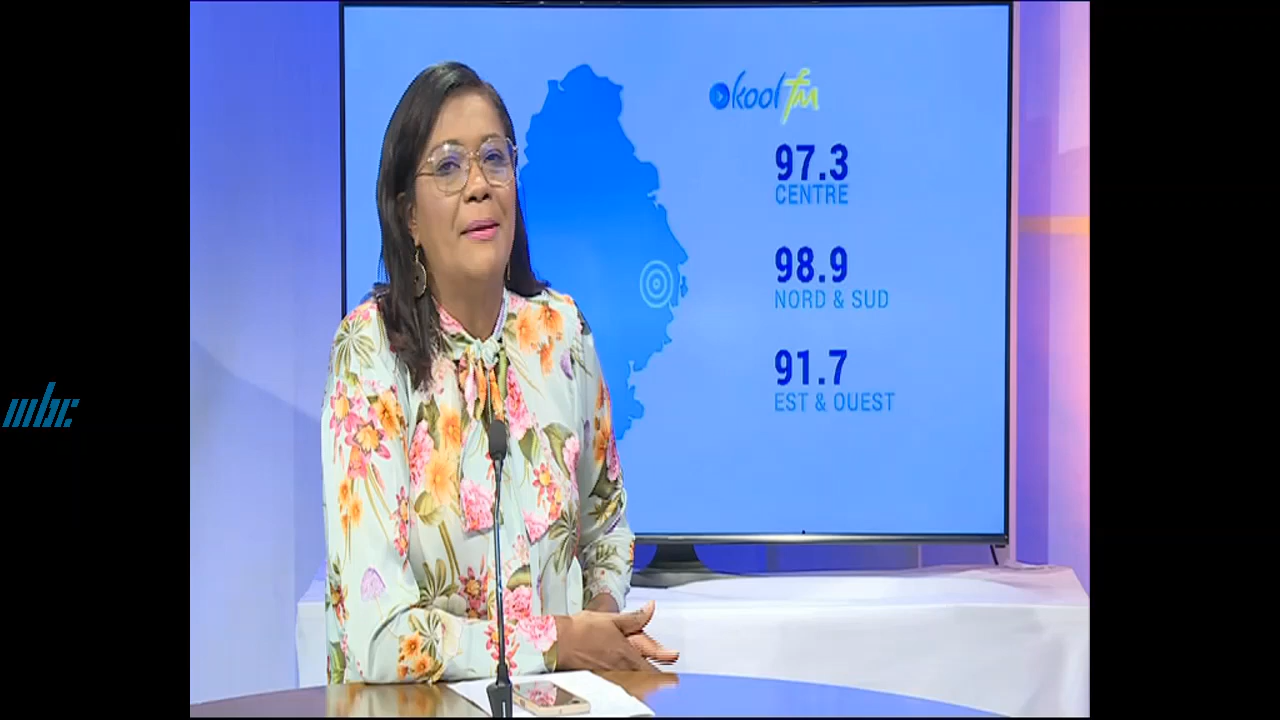 kool fm
97.3
CENTRE
98.9
NORD & SUD
91.7
EST & OUEST
mbc